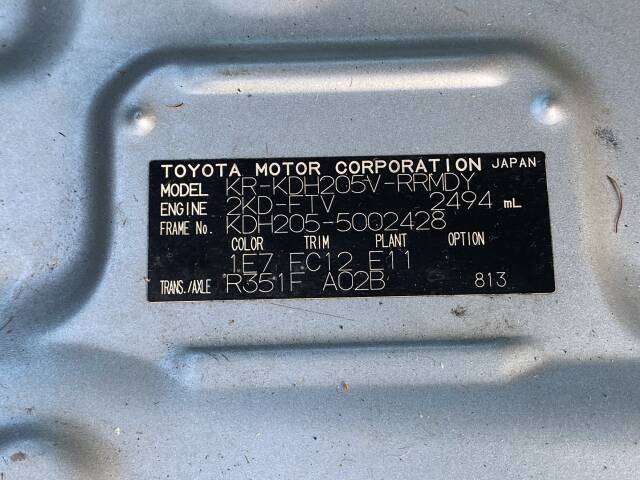 TOYOTA MOTOR CORPORATION JAPAN
MODEL KR-KDH205V-RRMDY
ENGINE 2KD-FTV 2494 mL
FRAME No. KDH205-5002428
COLOR TRIM PLANT OPTION
1E7 FC12 E11
TRANS./AXLE R351F A02B 813